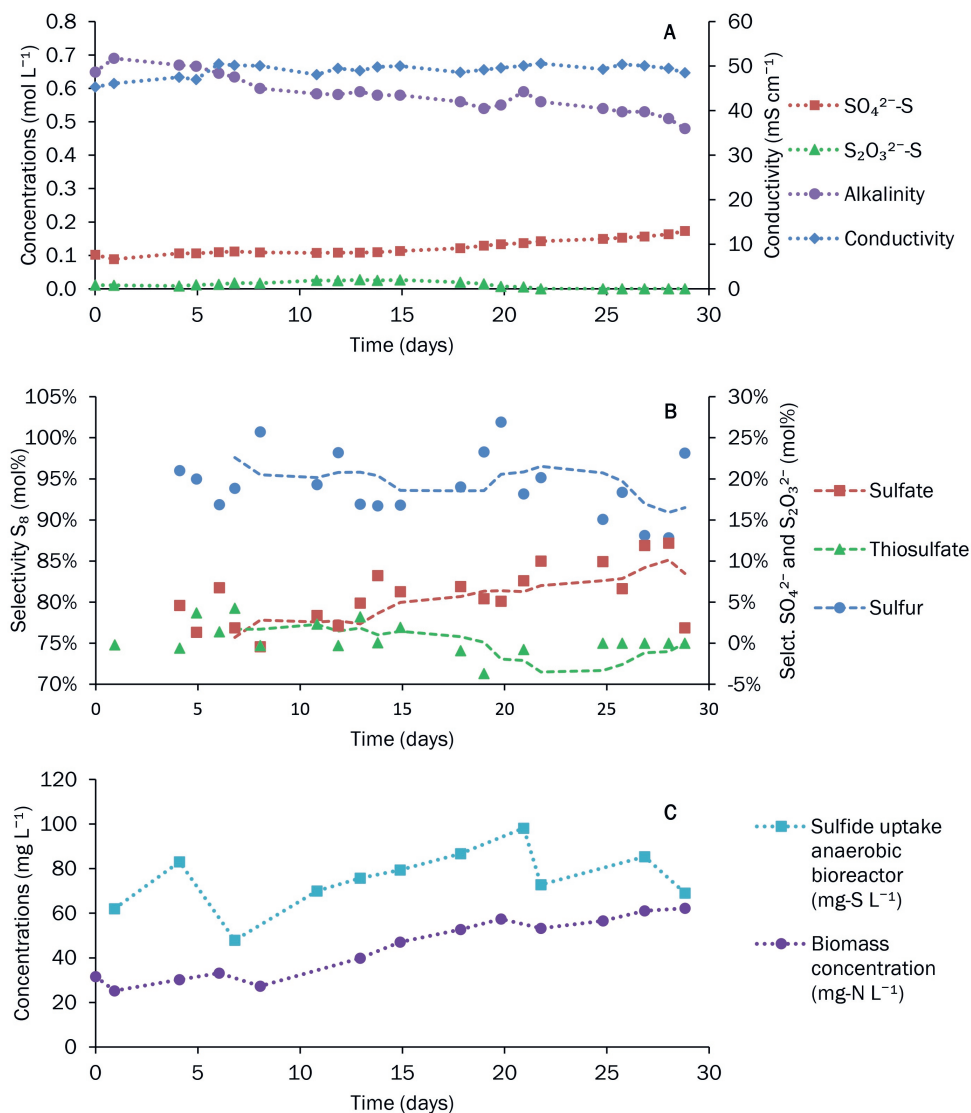 A
Concentrations (mol L⁻¹)
0.8
0.7
0.6
0.5
0.4
0.3
0.2
0.1
0.0
60
50
40
30
20
10
0
Conductivity (mS cm⁻¹)
0 5 10 15 20 25 30
Time (days)
SO₄²⁻-S
S₂O₃²⁻-S
Alkalinity
Conductivity
B
Selectivity S₈ (mol%)
105%
100%
95%
90%
85%
80%
75%
70%
30%
25%
20%
15%
10%
5%
0%
-5%
Selct. SO₄²⁻ and S₂O₃²⁻ (mol%)
0 5 10 15 20 25 30
Time (days)
Sulfate
Thiosulfate
Sulfur
C
Concentrations (mg L⁻¹)
120
100
80
60
40
20
0
0 5 10 15 20 25 30
Time (days)
Sulfide uptake
anaerobic
bioreactor
(mg-S L⁻¹)
Biomass
concentration
(mg-N L⁻¹)